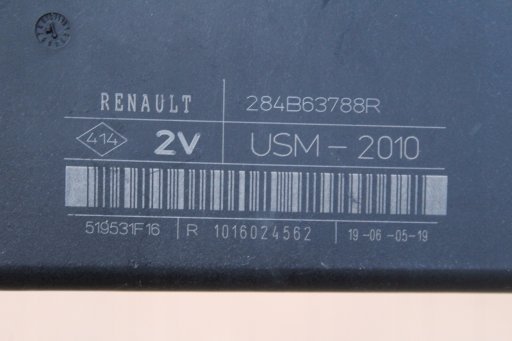 RENAULT 284B63788R
414 2V USM - 2010
519531F16 R 1016024562 19-06-05-19